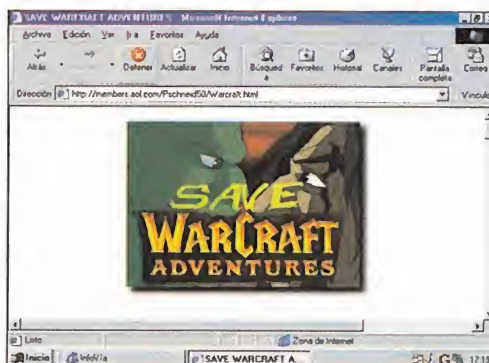 SAVE WARCRAFT ADVENTURES - Microsoft Internet Explorer
Archivo Edición Ver Ir a Favoritos Ayuda
Atrás Detener Actualizar Inicio Búsqueda Favoritos Historial Canales Pantalla completa Correo
Dirección http://members.aol.com/Pschneid50/Warcraft.html Vínculo
SAVE
WARCRAFT
ADVENTURES
Listo Zona de Internet
Inicio InfoVía SAVE WARCRAFT A...